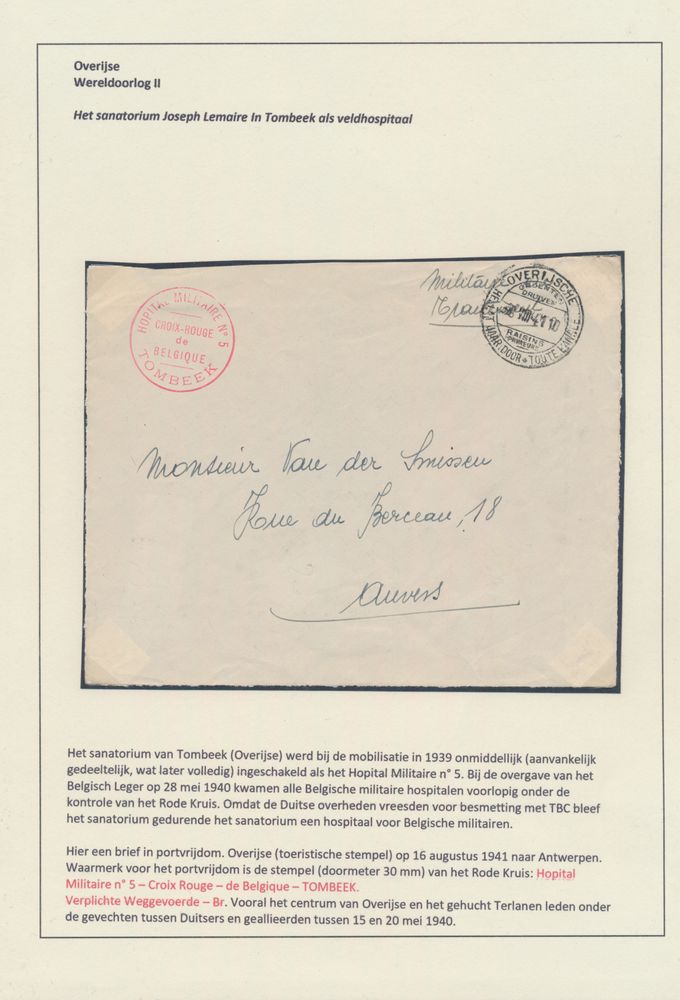 Overijse
Wereldoorlog II
Het sanatorium Joseph Lemaire In Tombeek als veldhospitaal
HOPITAL MILITAIRE N° 5
CROIX-ROUGE
de
BELGIQUE
TOMBEEK
OVERIJSCHE
DRUIVEN
RAISINS
HEEFT NAAM DOOR TOUTE L'ANNEE
Monsieur Van der Smissen
Rue du Berceau, 18
Anvers
Het sanatorium van Tombeek (Overijse) werd bij de mobilisatie in 1939 onmiddellijk (aanvankelijk
gedeeltelijk, wat later volledig) ingeschakeld als het Hopital Militaire n° 5. Bij de overgave van het
Belgisch Leger op 28 mei 1940 kwamen alle Belgische militaire hospitalen voorlopig onder de
kontrole van het Rode Kruis. Omdat de Duitse overheden vreesden voor besmetting met TBC bleef
het sanatorium gedurende het sanatorium een hospitaal voor Belgische militairen.
Hier een brief in portvrijdom. Overijse (toeristische stempel) op 16 augustus 1941 naar Antwerpen.
Waarmerk voor het portvrijdom is de stempel (doormeter 30 mm) van het Rode Kruis: Hopital
Militaire n° 5 – Croix Rouge – de Belgique – TOMBEEK.
Verplichte Weggevoerde – Br. Vooral het centrum van Overijse en het gehucht Terlanen leden onder
de gevechten tussen Duitsers en geallieerden tussen 15 en 20 mei 1940.